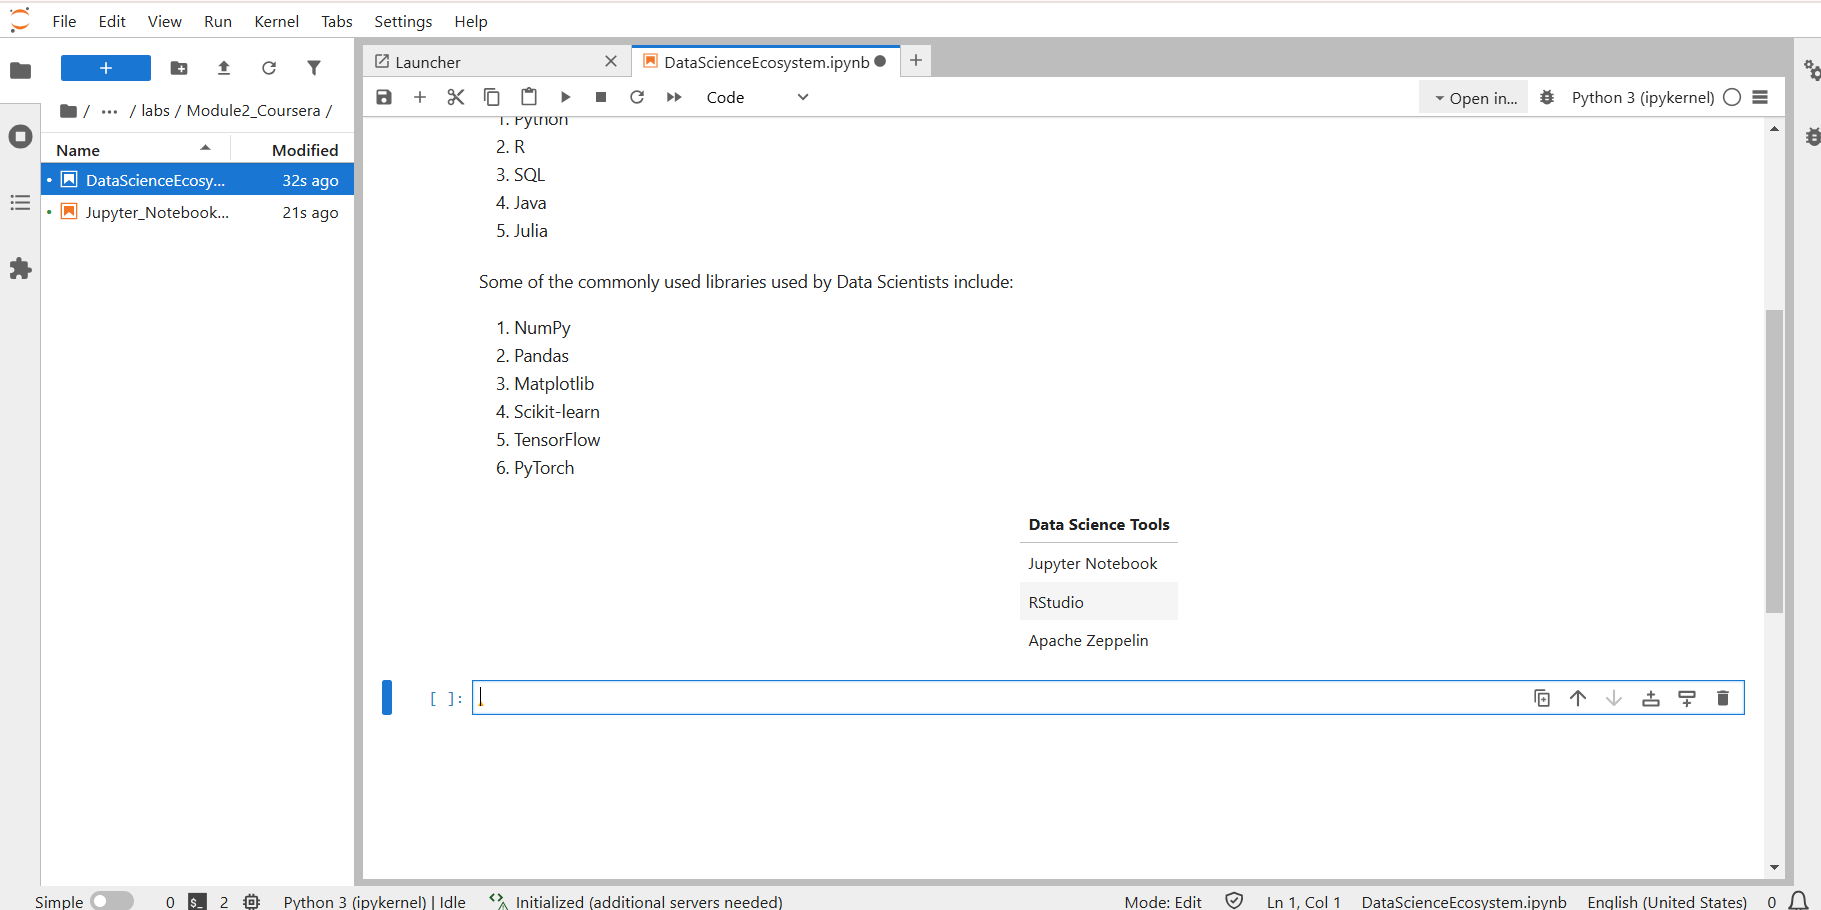 File Edit View Run Kernel Tabs Settings Help
+
/ ... / labs / Module2_Coursera /
Name Modified
DataScienceEcosy... 32s ago
Jupyter_Notebook... 21s ago
Launcher
DataScienceEcosystem.ipynb
Code
Open in...
Python 3 (ipykernel)
1. Python
2. R
3. SQL
4. Java
5. Julia
Some of the commonly used libraries used by Data Scientists include:
1. NumPy
2. Pandas
3. Matplotlib
4. Scikit-learn
5. TensorFlow
6. PyTorch
Data Science Tools
Jupyter Notebook
RStudio
Apache Zeppelin
[ ]:
Simple 0 $_ 2 Python 3 (ipykernel) | Idle Initialized (additional servers needed) Mode: Edit Ln 1, Col 1 DataScienceEcosystem.ipynb English (United States) 0